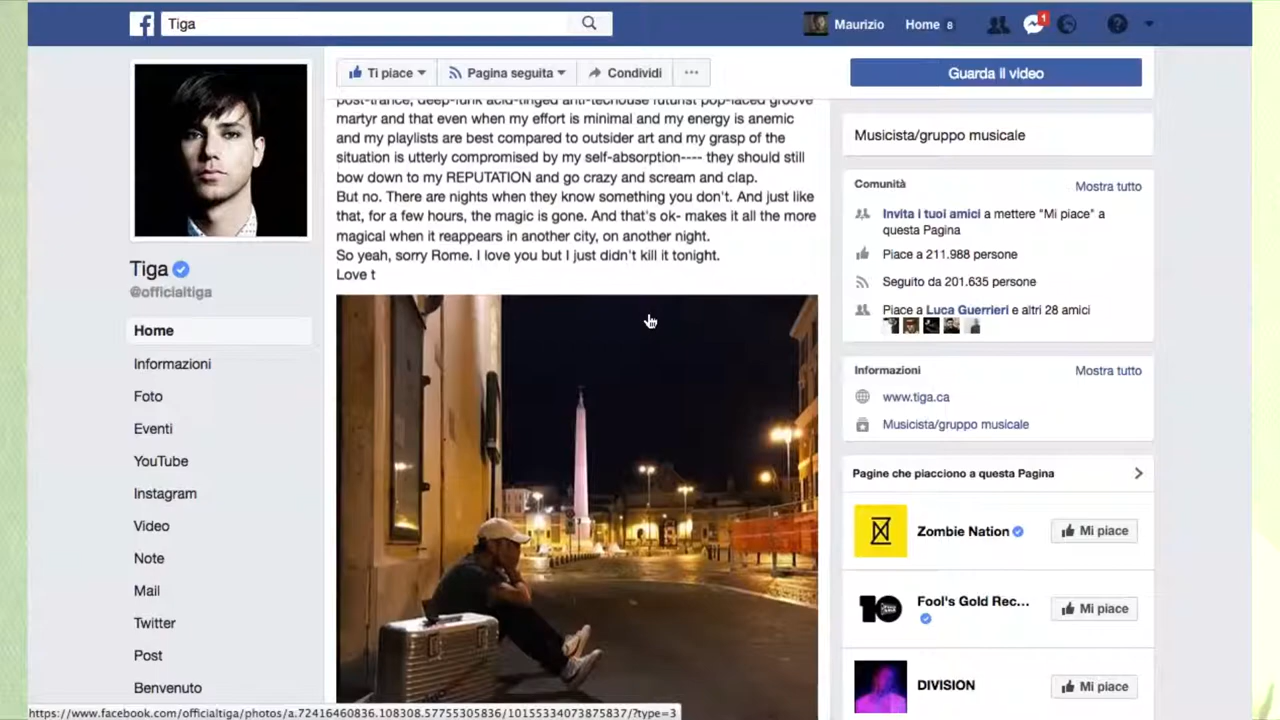 Tiga
Maurizio
Home 8
1
Ti piace
Pagina seguita
Condividi
Guarda il video
Tiga
@officialtiga
Home
Informazioni
Foto
Eventi
YouTube
Instagram
Video
Note
Mail
Twitter
Post
Benvenuto
post-trance, deep-funk acid-tinged anti-techouse futurist pop-laced groove
martyr and that even when my effort is minimal and my energy is anemic
and my playlists are best compared to outsider art and my grasp of the
situation is utterly compromised by my self-absorption---- they should still
bow down to my REPUTATION and go crazy and scream and clap.
But no. There are nights when they know something you don't. And just like
that, for a few hours, the magic is gone. And that's ok- makes it all the more
magical when it reappears in another city, on another night.
So yeah, sorry Rome. I love you but I just didn't kill it tonight.
Love t
Musicista/gruppo musicale
Comunità
Mostra tutto
Invita i tuoi amici a mettere "Mi piace" a
questa Pagina
Piace a 211.988 persone
Seguito da 201.635 persone
Piace a Luca Guerrieri e altri 28 amici
Informazioni
Mostra tutto
www.tiga.ca
Musicista/gruppo musicale
Pagine che piacciono a questa Pagina
Zombie Nation
Mi piace
10
Fool's Gold Rec...
Mi piace
DIVISION
Mi piace
https://www.facebook.com/officialtiga/photos/a.72416460836.108308.57755305836/10155334073875837/?type=3